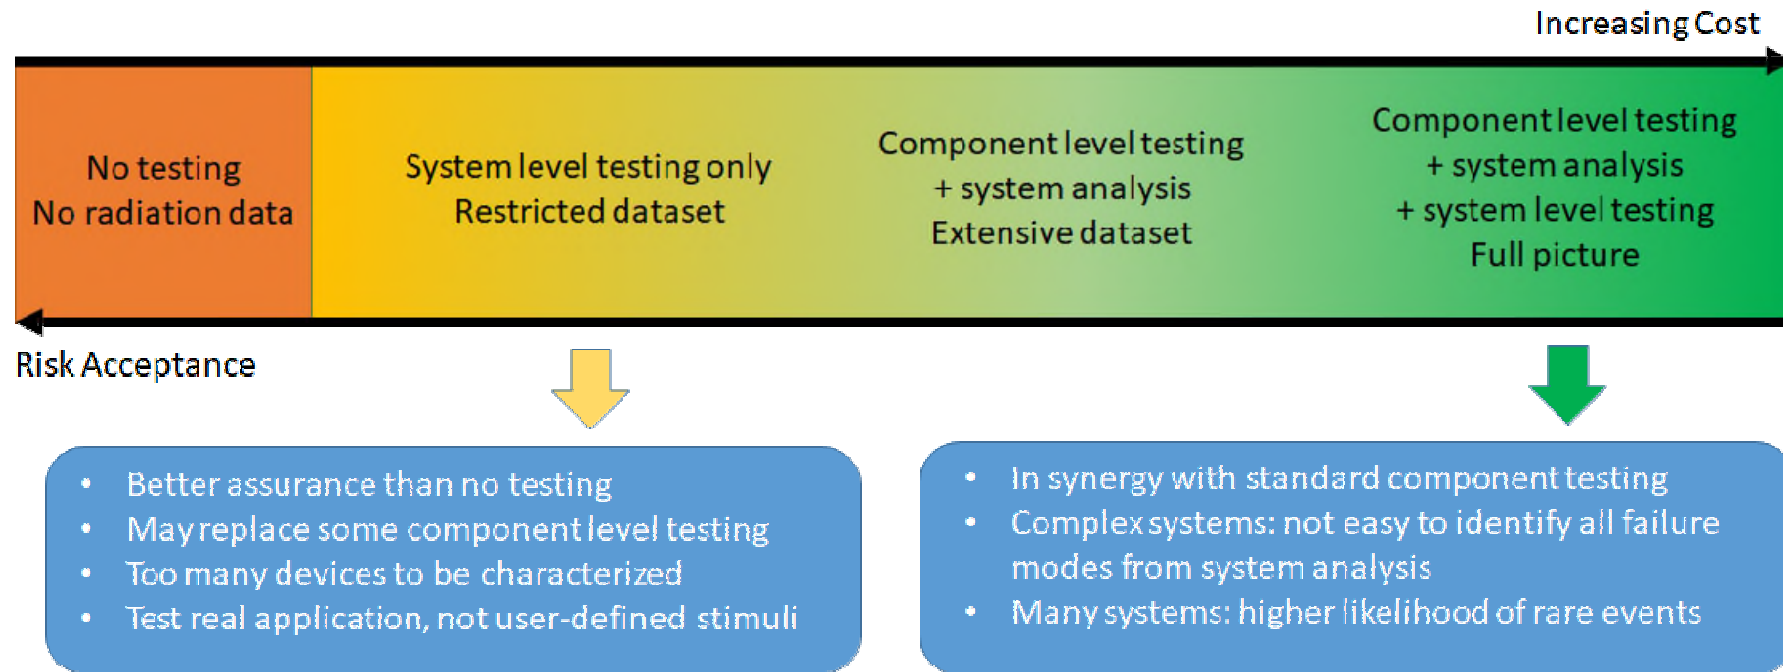 Increasing Cost
No testing
No radiation data
System level testing only
Restricted dataset
Component level testing
+ system analysis
Extensive dataset
Component level testing
+ system analysis
+ system level testing
Full picture
Risk Acceptance
• Better assurance than no testing
• May replace some component level testing
• Too many devices to be characterized
• Test real application, not user-defined stimuli
• In synergy with standard component testing
• Complex systems: not easy to identify all failure
modes from system analysis
• Many systems: higher likelihood of rare events